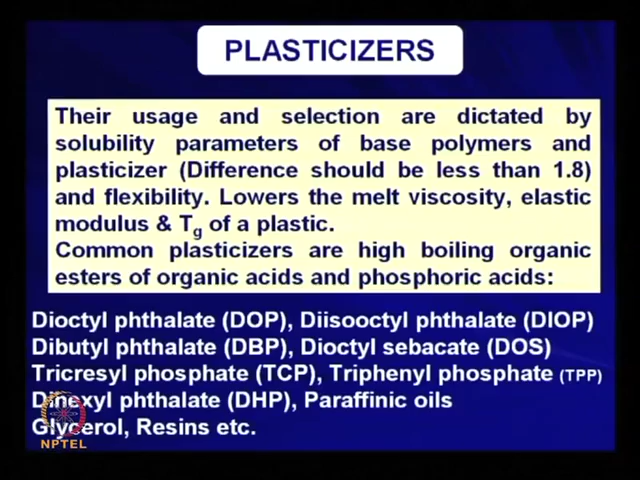 PLASTICIZERS
Their usage and selection are dictated by
solubility parameters of base polymers and
plasticizer (Difference should be less than 1.8)
and flexibility. Lowers the melt viscosity, elastic
modulus & Tg of a plastic.
Common plasticizers are high boiling organic
esters of organic acids and phosphoric acids:
Dioctyl phthalate (DOP), Diisooctyl phthalate (DIOP)
Dibutyl phthalate (DBP), Dioctyl sebacate (DOS)
Tricresyl phosphate (TCP), Triphenyl phosphate (TPP)
Dihexyl phthalate (DHP), Paraffinic oils
Glycerol, Resins etc.
NPTEL